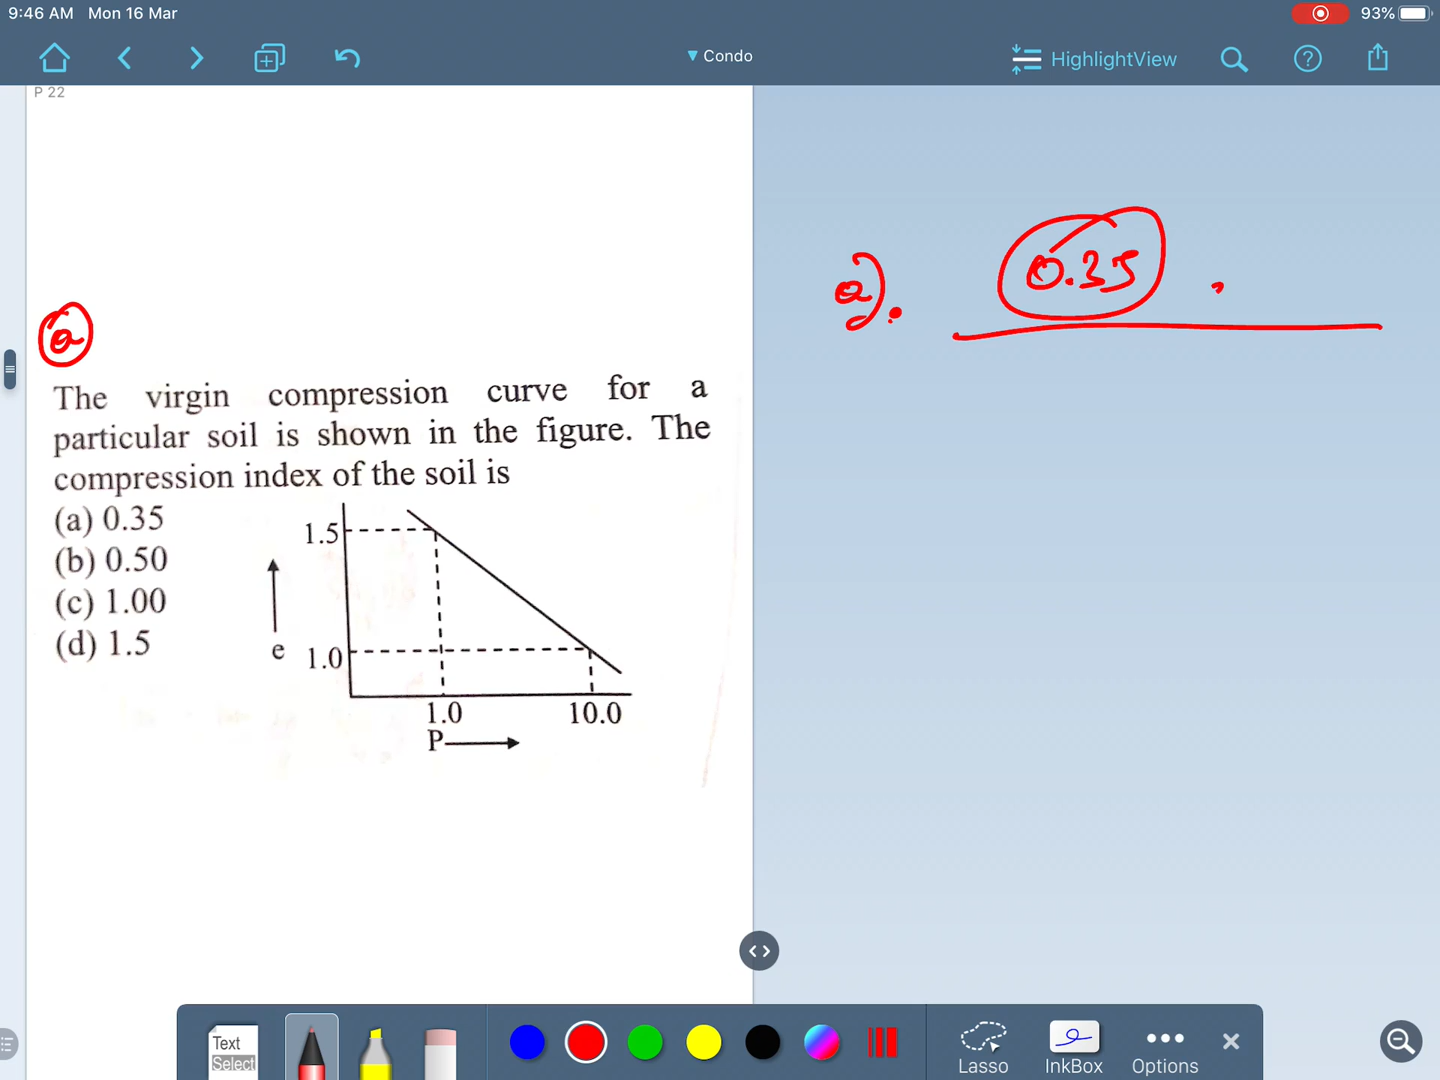 9:46 AM Mon 16 Mar
93%
▼ Condo
HighlightView
P 22
a
a). 0.35
The virgin compression curve for a
particular soil is shown in the figure. The
compression index of the soil is
(a) 0.35
(b) 0.50
(c) 1.00
(d) 1.5
1.5
e
1.0
1.0 10.0
P
Text
Select
Lasso
InkBox
Options